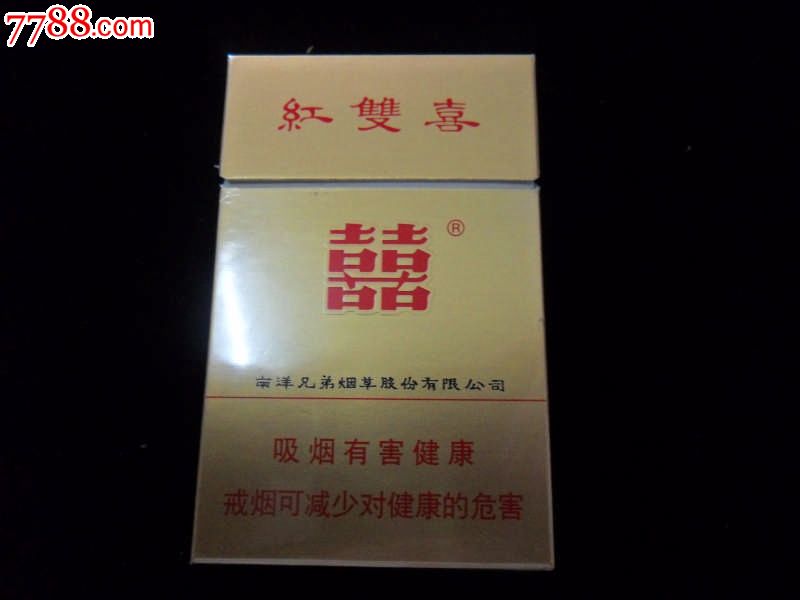 7788.com
紅雙喜
囍®
南洋兄弟烟草股份有限公司
吸烟有害健康
戒烟可减少对健康的危害